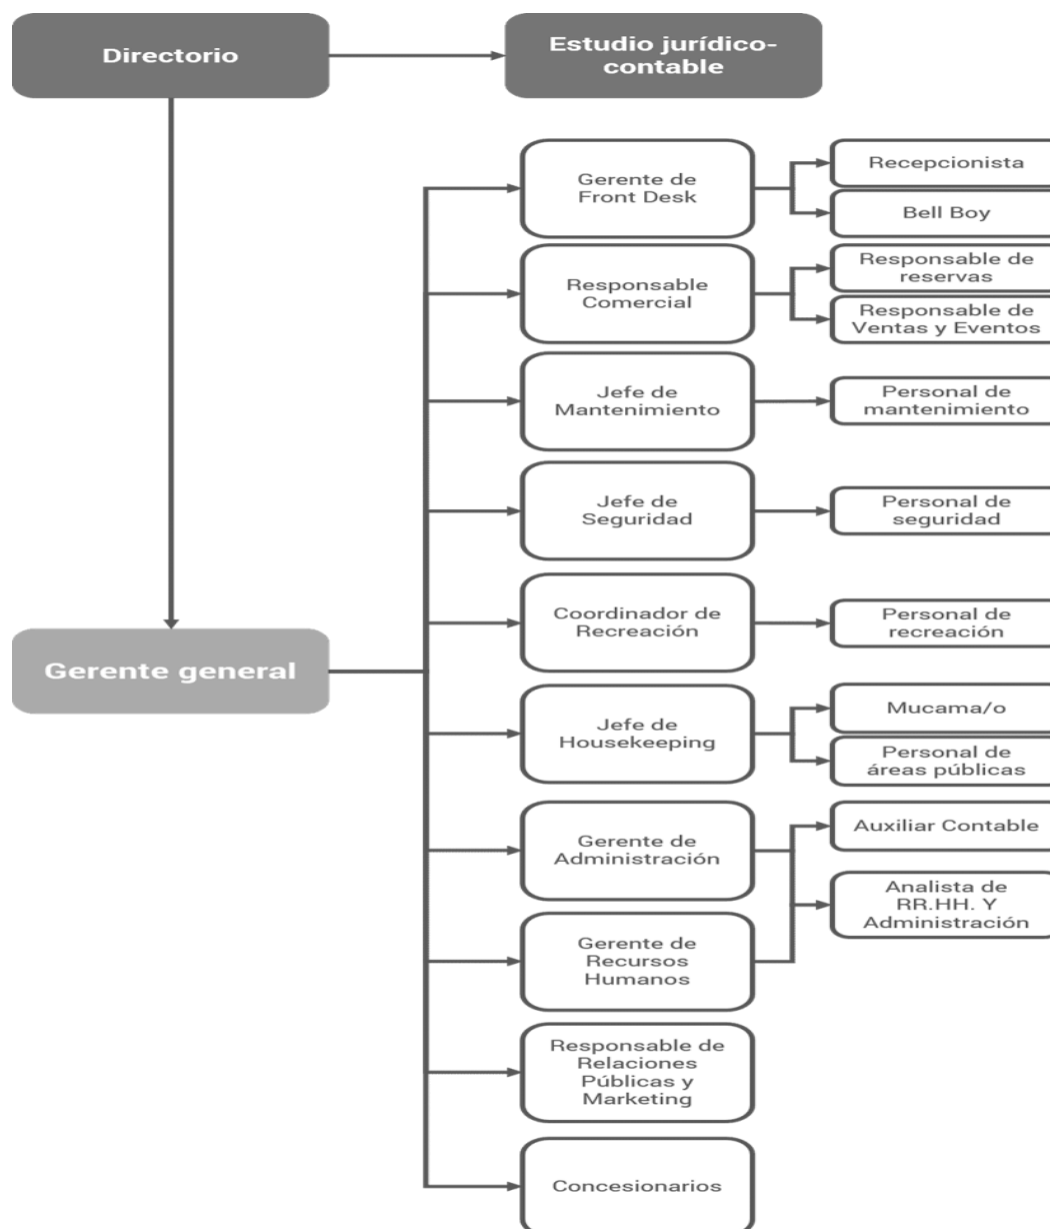 Directorio
Estudio jurídico-
contable
Gerente de
Front Desk
Recepcionista
Bell Boy
Responsable
Comercial
Responsable de
reservas
Responsable de
Ventas y Eventos
Jefe de
Mantenimiento
Personal de
mantenimiento
Jefe de
Seguridad
Personal de
seguridad
Gerente general
Coordinador de
Recreación
Personal de
recreación
Jefe de
Housekeeping
Mucama/o
Personal de
áreas públicas
Gerente de
Administración
Auxiliar Contable
Analista de
RR.HH. Y
Administración
Gerente de
Recursos
Humanos
Responsable de
Relaciones
Públicas y
Marketing
Concesionarios